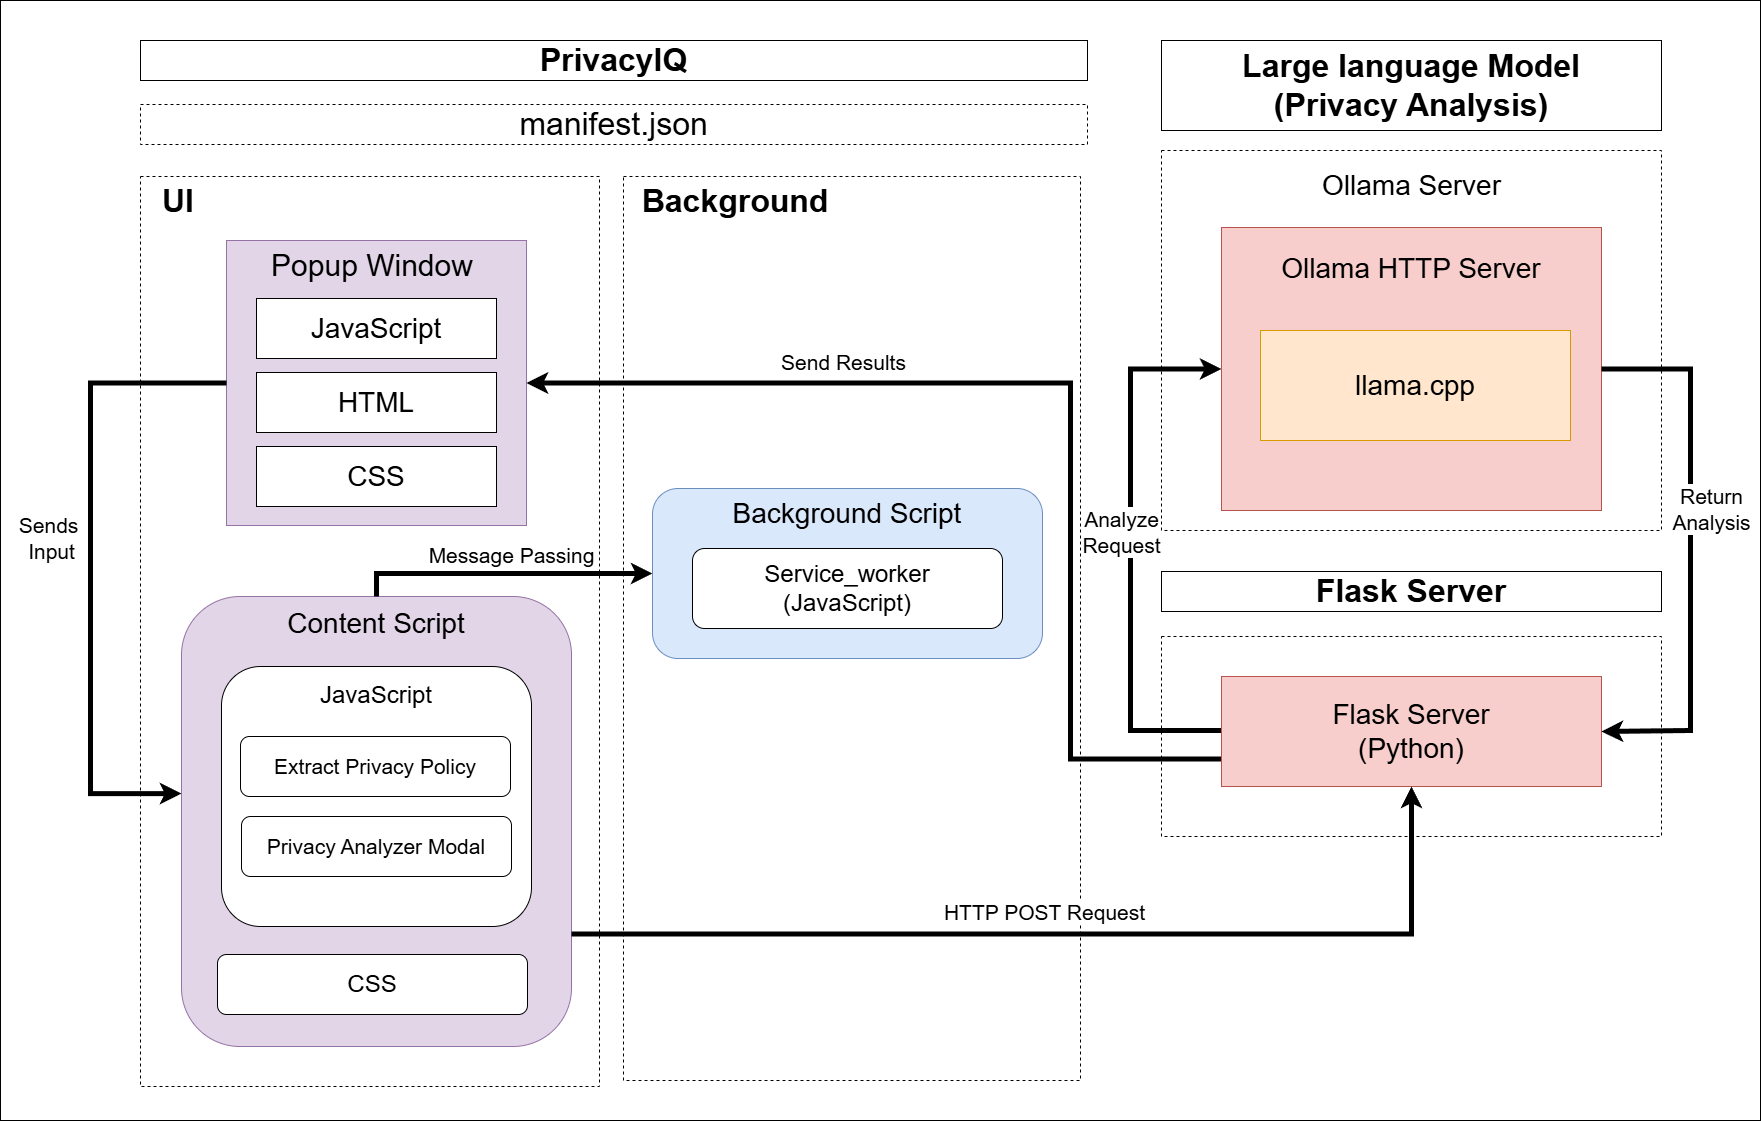 PrivacyIQ
manifest.json
UI
Popup Window
JavaScript
HTML
CSS
Sends
Input
Message Passing
Content Script
JavaScript
Extract Privacy Policy
Privacy Analyzer Modal
CSS
Background
Send Results
Background Script
Service_worker
(JavaScript)
HTTP POST Request
Large language Model
(Privacy Analysis)
Ollama Server
Ollama HTTP Server
llama.cpp
Analyze
Request
Return
Analysis
Flask Server
Flask Server
(Python)